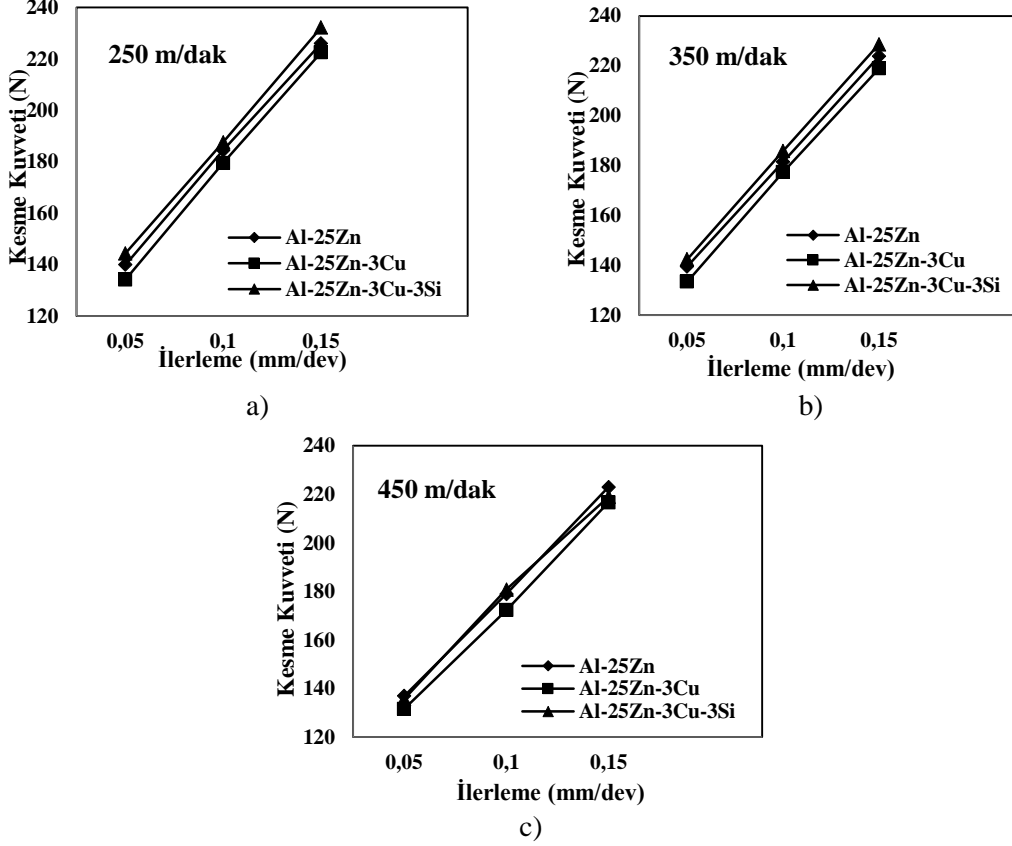 240
220
200
180
160
140
120
Kesme Kuvveti (N)
250 m/dak
Al-25Zn
Al-25Zn-3Cu
Al-25Zn-3Cu-3Si
0,05 0,1 0,15
İlerleme (mm/dev)
a)
240
220
200
180
160
140
120
Kesme Kuvveti (N)
350 m/dak
Al-25Zn
Al-25Zn-3Cu
Al-25Zn-3Cu-3Si
0,05 0,1 0,15
İlerleme (mm/dev)
b)
240
220
200
180
160
140
120
Kesme Kuvveti (N)
450 m/dak
Al-25Zn
Al-25Zn-3Cu
Al-25Zn-3Cu-3Si
0,05 0,1 0,15
İlerleme (mm/dev)
c)